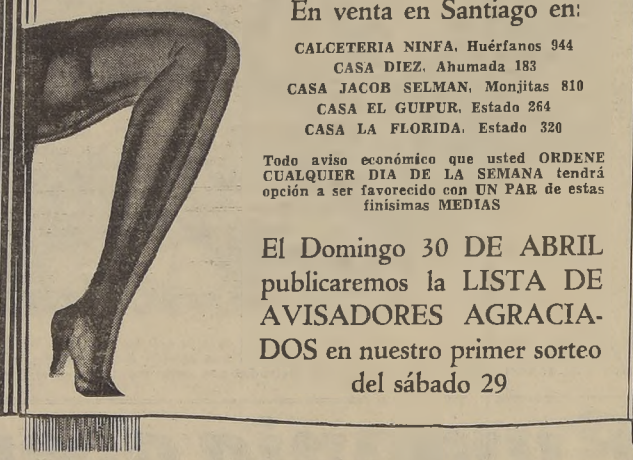 En venta en Santiago en:
CALCETERIA NINFA, Huérfanos 944
CASA DIEZ, Ahumada 183
CASA JACOB SELMAN, Monjitas 810
CASA EL GUIPUR, Estado 264
CASA LA FLORIDA, Estado 320
Todo aviso económico que usted ORDENE
CUALQUIER DIA DE LA SEMANA tendrá
opción a ser favorecido con UN PAR de estas
finísimas MEDIAS
El Domingo 30 DE ABRIL
publicaremos la LISTA DE
AVISADORES AGRACIA-
DOS en nuestro primer sorteo
del sábado 29